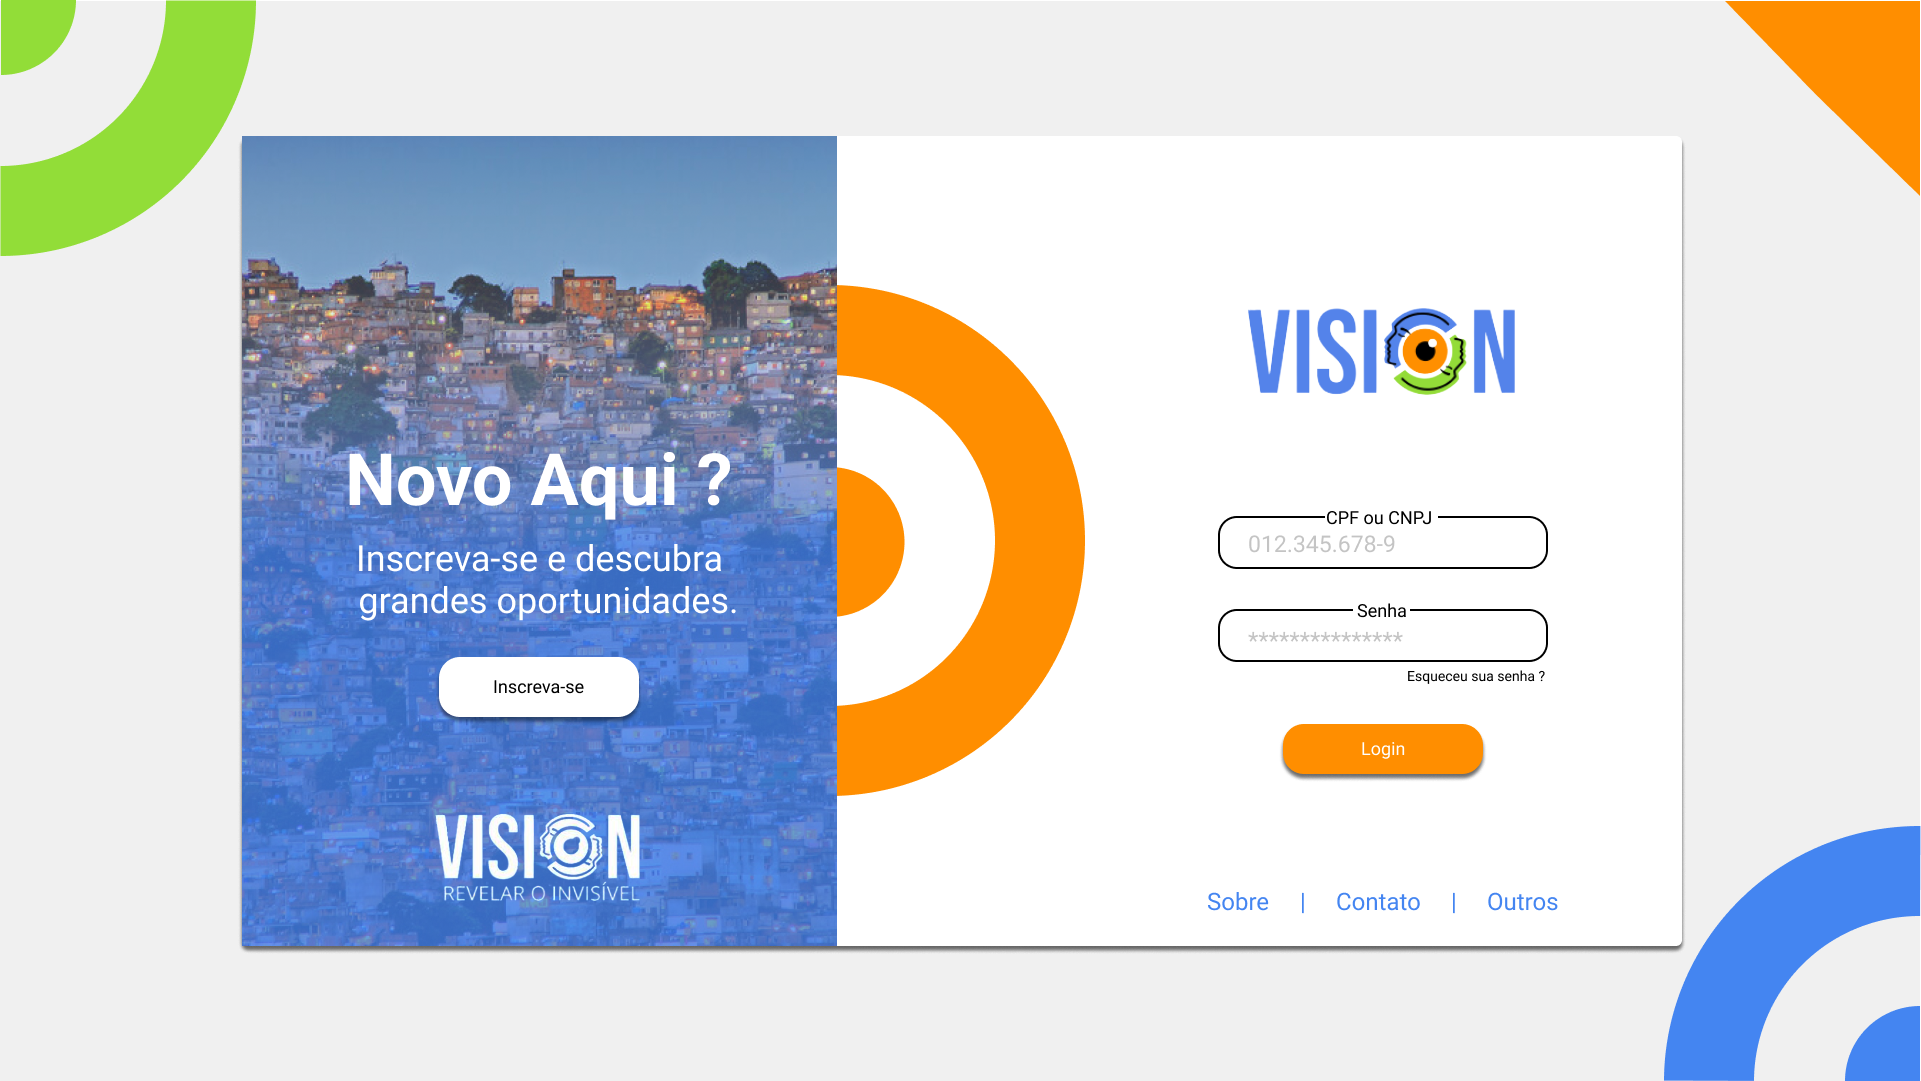 Novo Aqui ?
Inscreva-se e descubra
grandes oportunidades.
Inscreva-se
VISION
REVELAR O INVISÍVEL
VISION
CPF ou CNPJ
012.345.678-9
Senha
***************
Esqueceu sua senha ?
Login
Sobre | Contato | Outros